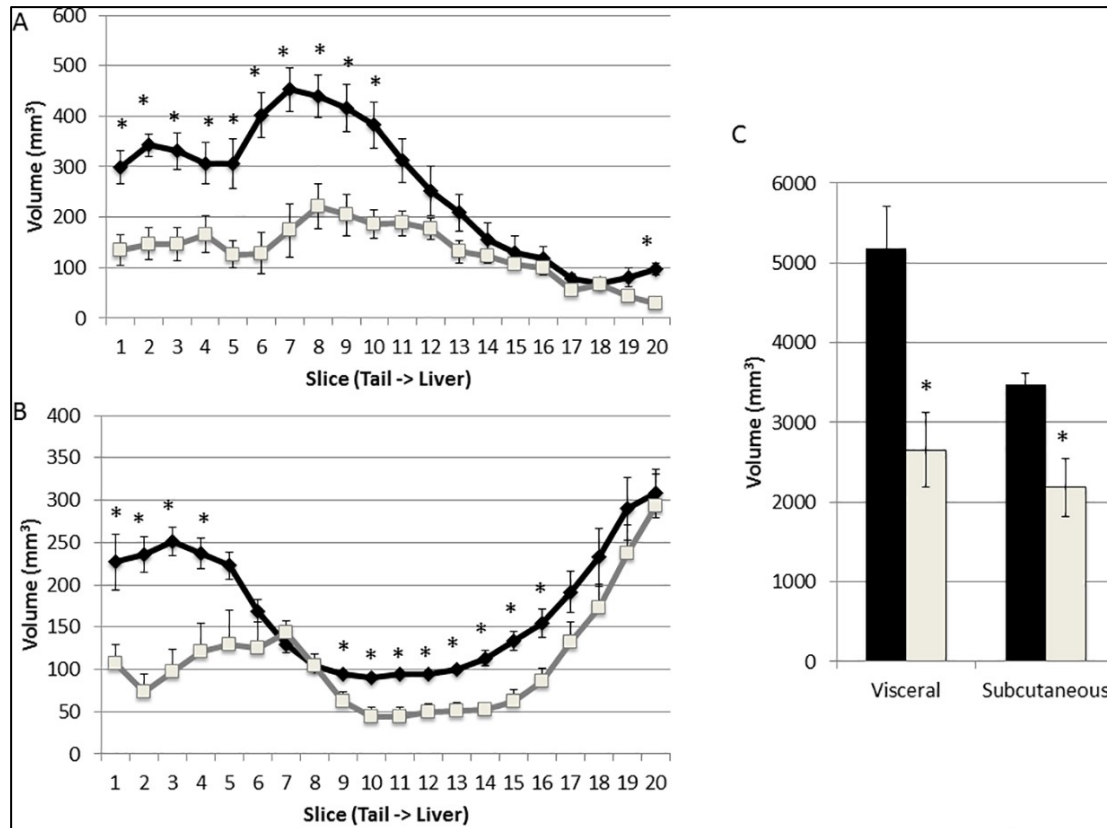 A
600
500
400
300
200
100
0
Volume (mm³)
* * * * * * * * * * *
1 2 3 4 5 6 7 8 9 10 11 12 13 14 15 16 17 18 19 20
Slice (Tail -> Liver)
B
400
350
300
250
200
150
100
50
0
Volume (mm³)
* * * * * * * * * * * *
1 2 3 4 5 6 7 8 9 10 11 12 13 14 15 16 17 18 19 20
Slice (Tail -> Liver)
C
6000
5000
4000
3000
2000
1000
0
Volume (mm³)
* *
Visceral Subcutaneous